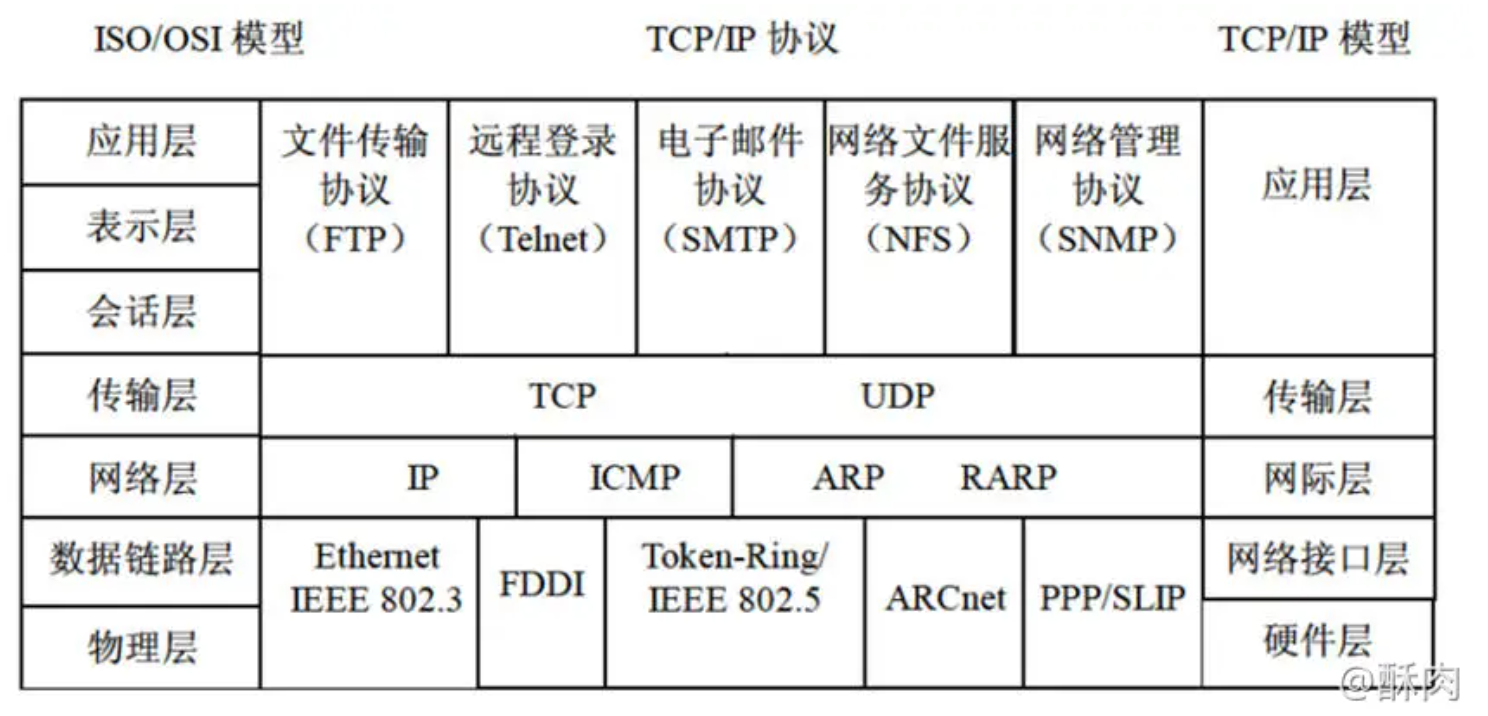 ISO/OSI 模型
TCP/IP 协议
TCP/IP 模型
应用层
表示层
会话层
文件传输
协议
（FTP）
远程登录
协议
（Telnet）
电子邮件
协议
（SMTP）
网络文件服
务协议
（NFS）
网络管理
协议
（SNMP）
应用层
传输层
TCP
UDP
传输层
网络层
IP
ICMP
ARP
RARP
网际层
数据链路层
物理层
Ethernet
IEEE 802.3
FDDI
Token-Ring/
IEEE 802.5
ARCnet
PPP/SLIP
网络接口层
硬件层
@酥肉